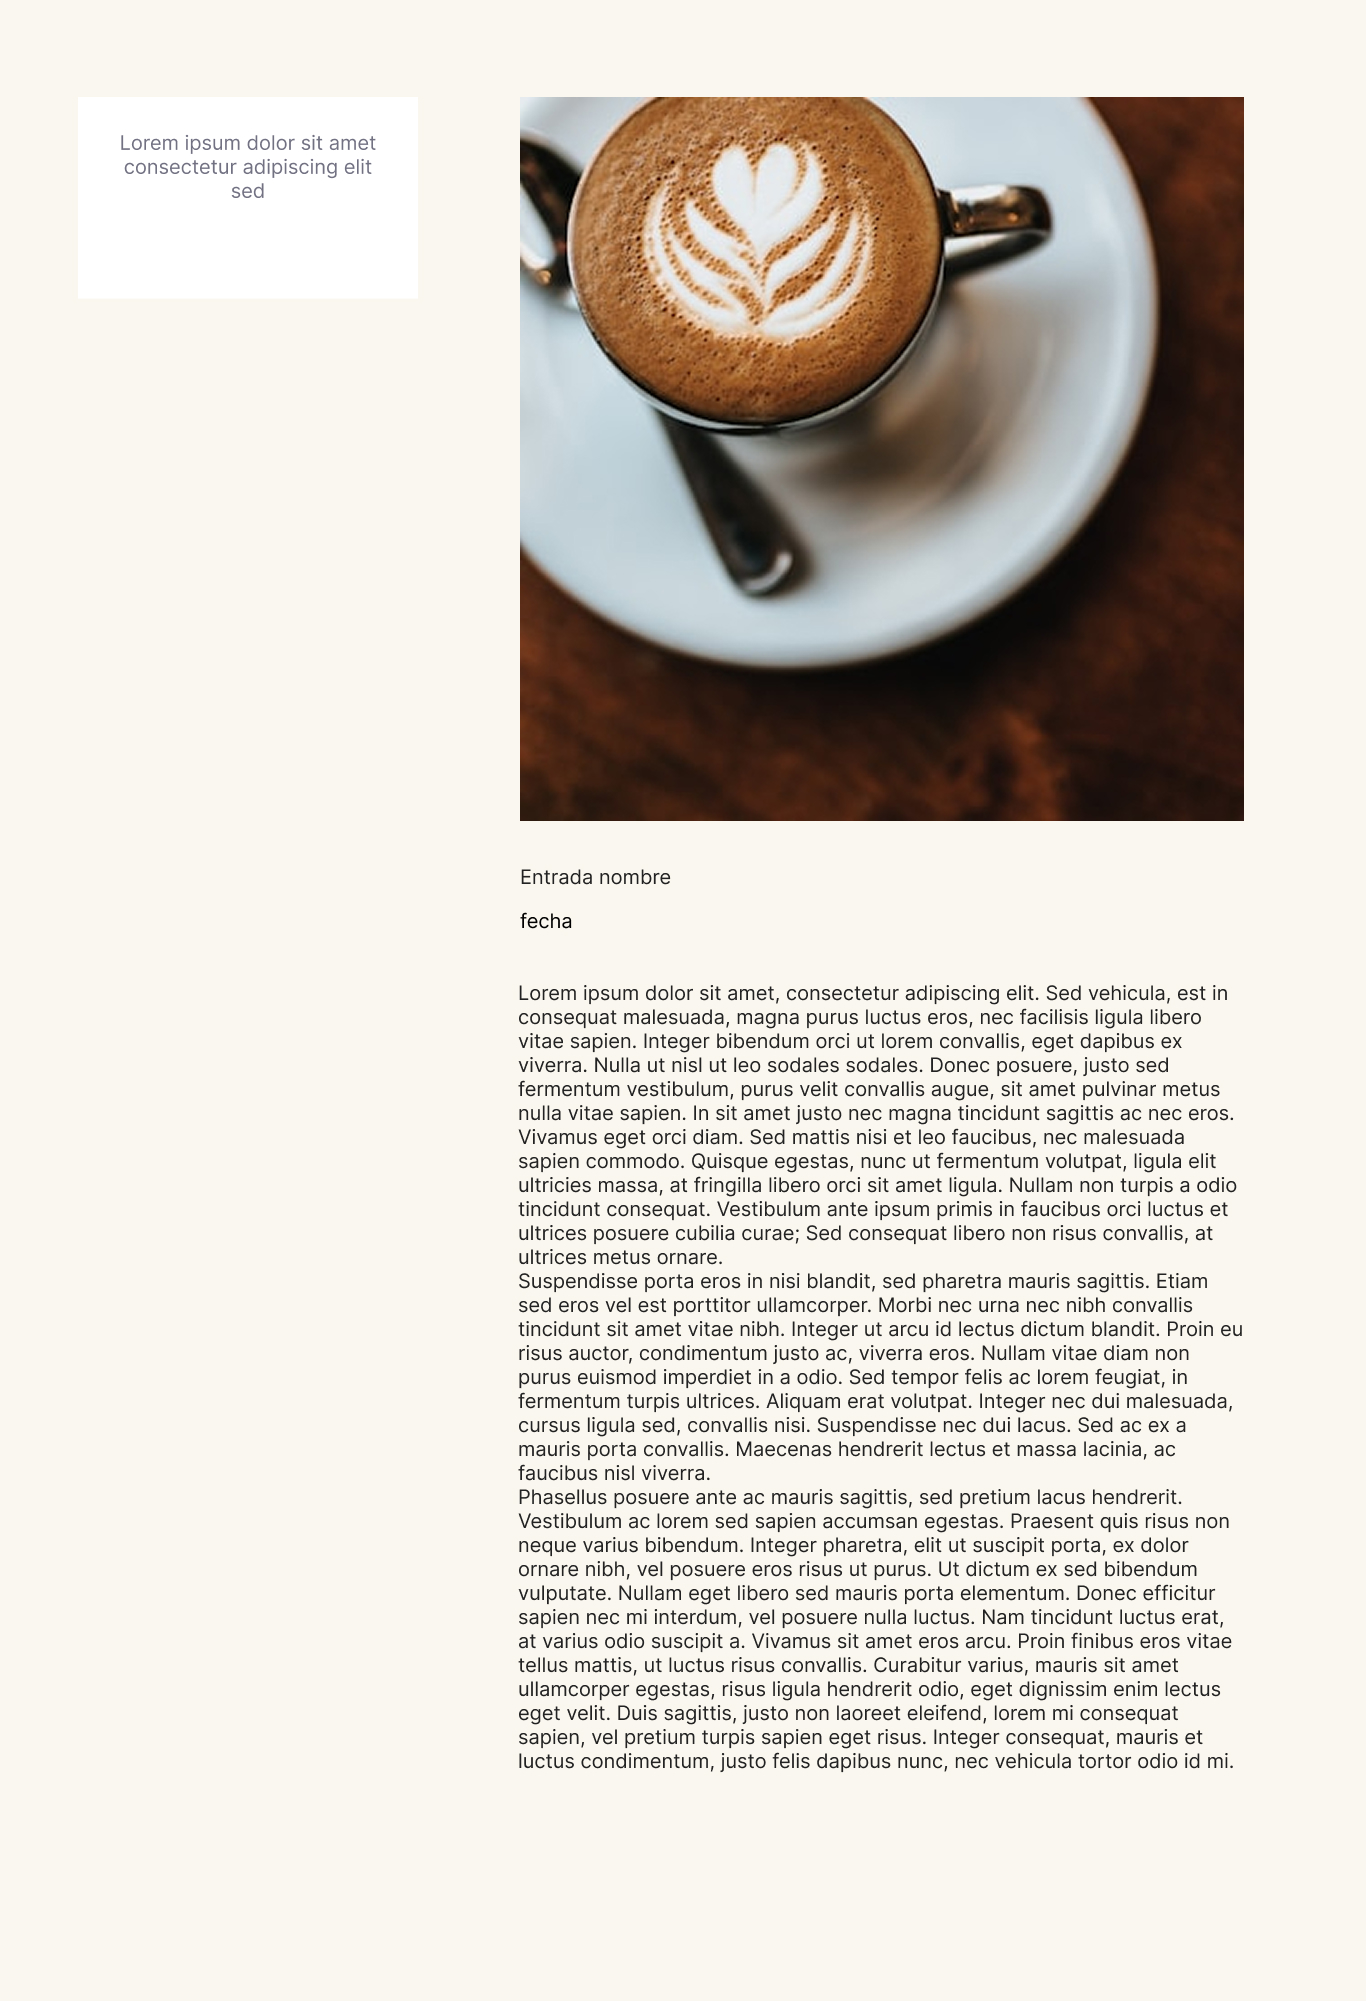 Lorem ipsum dolor sit amet
consectetur adipiscing elit
sed
Entrada nombre
fecha
Lorem ipsum dolor sit amet, consectetur adipiscing elit. Sed vehicula, est in
consequat malesuada, magna purus luctus eros, nec facilisis ligula libero
vitae sapien. Integer bibendum orci ut lorem convallis, eget dapibus ex
viverra. Nulla ut nisl ut leo sodales sodales. Donec posuere, justo sed
fermentum vestibulum, purus velit convallis augue, sit amet pulvinar metus
nulla vitae sapien. In sit amet justo nec magna tincidunt sagittis ac nec eros.
Vivamus eget orci diam. Sed mattis nisi et leo faucibus, nec malesuada
sapien commodo. Quisque egestas, nunc ut fermentum volutpat, ligula elit
ultricies massa, at fringilla libero orci sit amet ligula. Nullam non turpis a odio
tincidunt consequat. Vestibulum ante ipsum primis in faucibus orci luctus et
ultrices posuere cubilia curae; Sed consequat libero non risus convallis, at
ultrices metus ornare.
Suspendisse porta eros in nisi blandit, sed pharetra mauris sagittis. Etiam
sed eros vel est porttitor ullamcorper. Morbi nec urna nec nibh convallis
tincidunt sit amet vitae nibh. Integer ut arcu id lectus dictum blandit. Proin eu
risus auctor, condimentum justo ac, viverra eros. Nullam vitae diam non
purus euismod imperdiet in a odio. Sed tempor felis ac lorem feugiat, in
fermentum turpis ultrices. Aliquam erat volutpat. Integer nec dui malesuada,
cursus ligula sed, convallis nisi. Suspendisse nec dui lacus. Sed ac ex a
mauris porta convallis. Maecenas hendrerit lectus et massa lacinia, ac
faucibus nisl viverra.
Phasellus posuere ante ac mauris sagittis, sed pretium lacus hendrerit.
Vestibulum ac lorem sed sapien accumsan egestas. Praesent quis risus non
neque varius bibendum. Integer pharetra, elit ut suscipit porta, ex dolor
ornare nibh, vel posuere eros risus ut purus. Ut dictum ex sed bibendum
vulputate. Nullam eget libero sed mauris porta elementum. Donec efficitur
sapien nec mi interdum, vel posuere nulla luctus. Nam tincidunt luctus erat,
at varius odio suscipit a. Vivamus sit amet eros arcu. Proin finibus eros vitae
tellus mattis, ut luctus risus convallis. Curabitur varius, mauris sit amet
ullamcorper egestas, risus ligula hendrerit odio, eget dignissim enim lectus
eget velit. Duis sagittis, justo non laoreet eleifend, lorem mi consequat
sapien, vel pretium turpis sapien eget risus. Integer consequat, mauris et
luctus condimentum, justo felis dapibus nunc, nec vehicula tortor odio id mi.